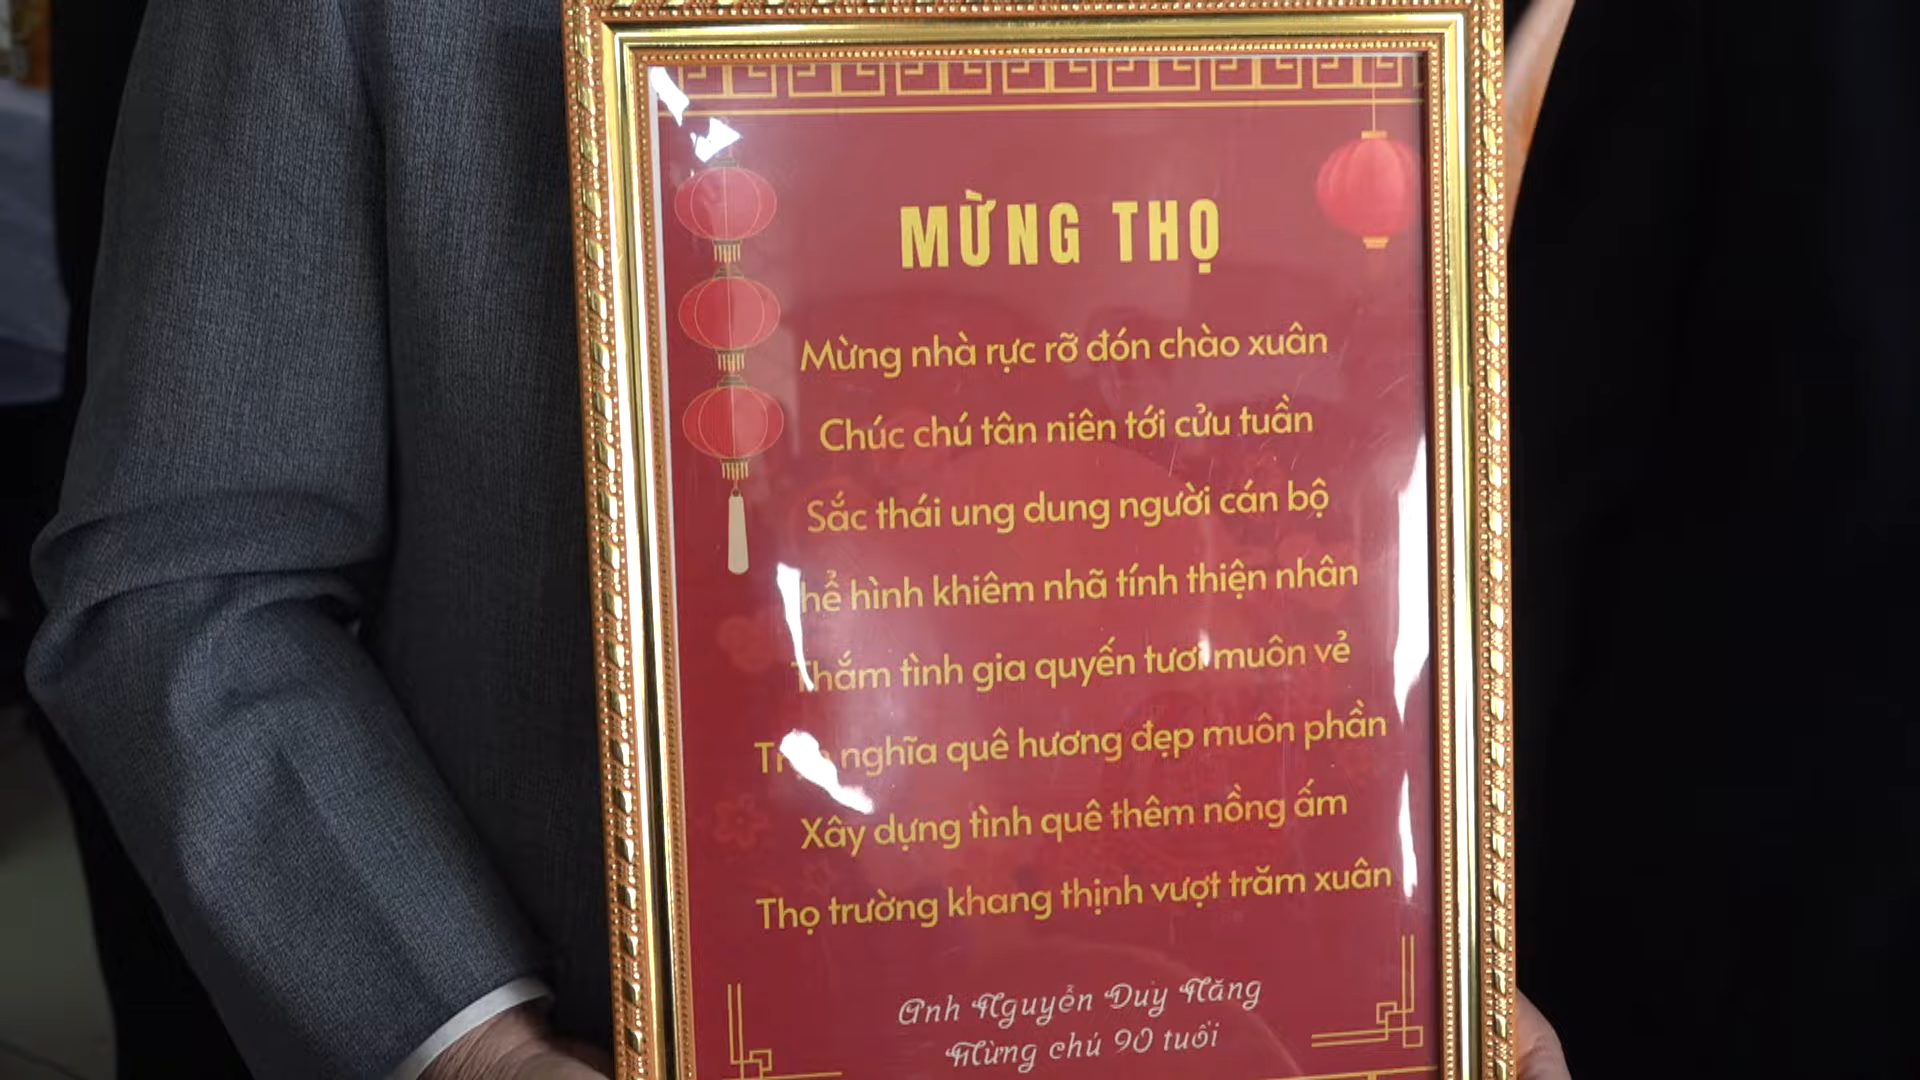 MỪNG THỌ
Mừng nhà rực rỡ đón chào xuân
Chúc chú tân niên tới cửu tuần
Sắc thái ung dung người cán bộ
hể hình khiêm nhã tính thiện nhân
Thắm tình gia quyến tươi muôn vẻ
nghĩa quê hương đẹp muôn phần
Xây dựng tình quê thêm nồng ấm
Thọ trường khang thịnh vượt trăm xuân
Anh Nguyễn Duy Năng
Mừng chú 90 tuổi